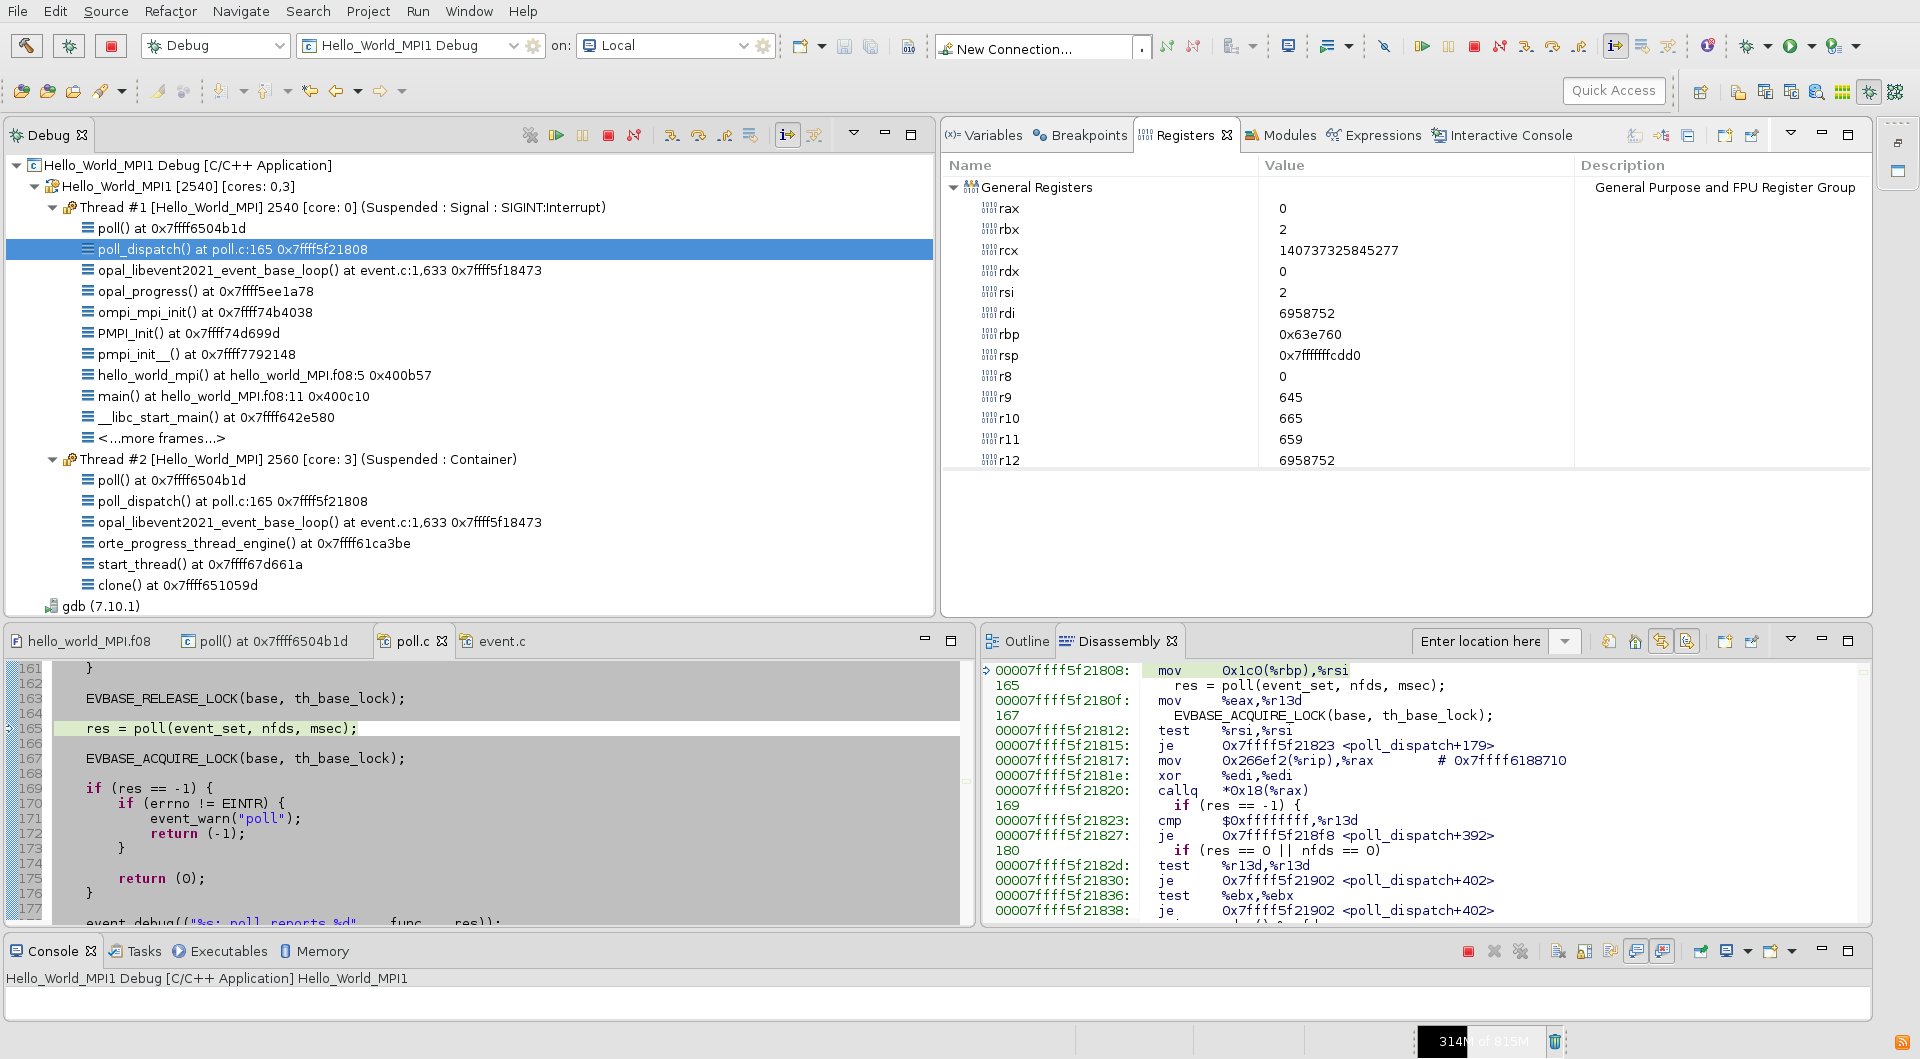 File Edit Source Refactor Navigate Search Project Run Window Help
Debug Hello_World_MPI1 Debug on: Local New Connection...
Quick Access
Debug
Hello_World_MPI1 Debug [C/C++ Application]
Hello_World_MPI1 [2540] [cores: 0,3]
Thread #1 [Hello_World_MPI] 2540 [core: 0] (Suspended : Signal : SIGINT:Interrupt)
poll() at 0x7ffff6504b1d
poll_dispatch() at poll.c:165 0x7ffff5f21808
opal_libevent2021_event_base_loop() at event.c:1,633 0x7ffff5f18473
opal_progress() at 0x7ffff5ee1a78
ompi_mpi_init() at 0x7ffff74b4038
PMPI_Init() at 0x7ffff74d699d
pmpi_init__() at 0x7ffff7792148
hello_world_mpi() at hello_world_MPI.f08:5 0x400b57
main() at hello_world_MPI.f08:11 0x400c10
__libc_start_main() at 0x7ffff642e580
<...more frames...>
Thread #2 [Hello_World_MPI] 2560 [core: 3] (Suspended : Container)
poll() at 0x7ffff6504b1d
poll_dispatch() at poll.c:165 0x7ffff5f21808
opal_libevent2021_event_base_loop() at event.c:1,633 0x7ffff5f18473
orte_progress_thread_engine() at 0x7ffff61ca3be
start_thread() at 0x7ffff67d661a
clone() at 0x7ffff651059d
gdb (7.10.1)
(x)= Variables Breakpoints Registers Modules Expressions Interactive Console
Name Value Description
General Registers General Purpose and FPU Register Group
rax 0
rbx 2
rcx 140737325845277
rdx 0
rsi 2
rdi 6958752
rbp 0x63e760
rsp 0x7fffffffcdd0
r8 0
r9 645
r10 665
r11 659
r12 6958752
hello_world_MPI.f08 poll() at 0x7ffff6504b1d poll.c event.c
161 }
162
163 EVBASE_RELEASE_LOCK(base, th_base_lock);
164
165 res = poll(event_set, nfds, msec);
166
167 EVBASE_ACQUIRE_LOCK(base, th_base_lock);
168
169 if (res == -1) {
170 if (errno != EINTR) {
171 event_warn("poll");
172 return (-1);
173 }
174
175 return (0);
176 }
177
event_debug(("%s: poll reports %d", __func__, res));
Outline Disassembly Enter location here
00007ffff5f21808: mov 0x1c0(%rbp),%rsi
165 res = poll(event_set, nfds, msec);
00007ffff5f2180f: mov %eax,%r13d
167 EVBASE_ACQUIRE_LOCK(base, th_base_lock);
00007ffff5f21812: test %rsi,%rsi
00007ffff5f21815: je 0x7ffff5f21823 <poll_dispatch+179>
00007ffff5f21817: mov 0x266ef2(%rip),%rax # 0x7ffff6188710
00007ffff5f2181e: xor %edi,%edi
00007ffff5f21820: callq *0x18(%rax)
169 if (res == -1) {
00007ffff5f21823: cmp $0xffffffff,%r13d
00007ffff5f21827: je 0x7ffff5f218f8 <poll_dispatch+392>
180 if (res == 0 || nfds == 0)
00007ffff5f2182d: test %r13d,%r13d
00007ffff5f21830: je 0x7ffff5f21902 <poll_dispatch+402>
00007ffff5f21836: test %ebx,%ebx
00007ffff5f21838: je 0x7ffff5f21902 <poll_dispatch+402>
Console Tasks Executables Memory
Hello_World_MPI1 Debug [C/C++ Application] Hello_World_MPI1
314M of 815M